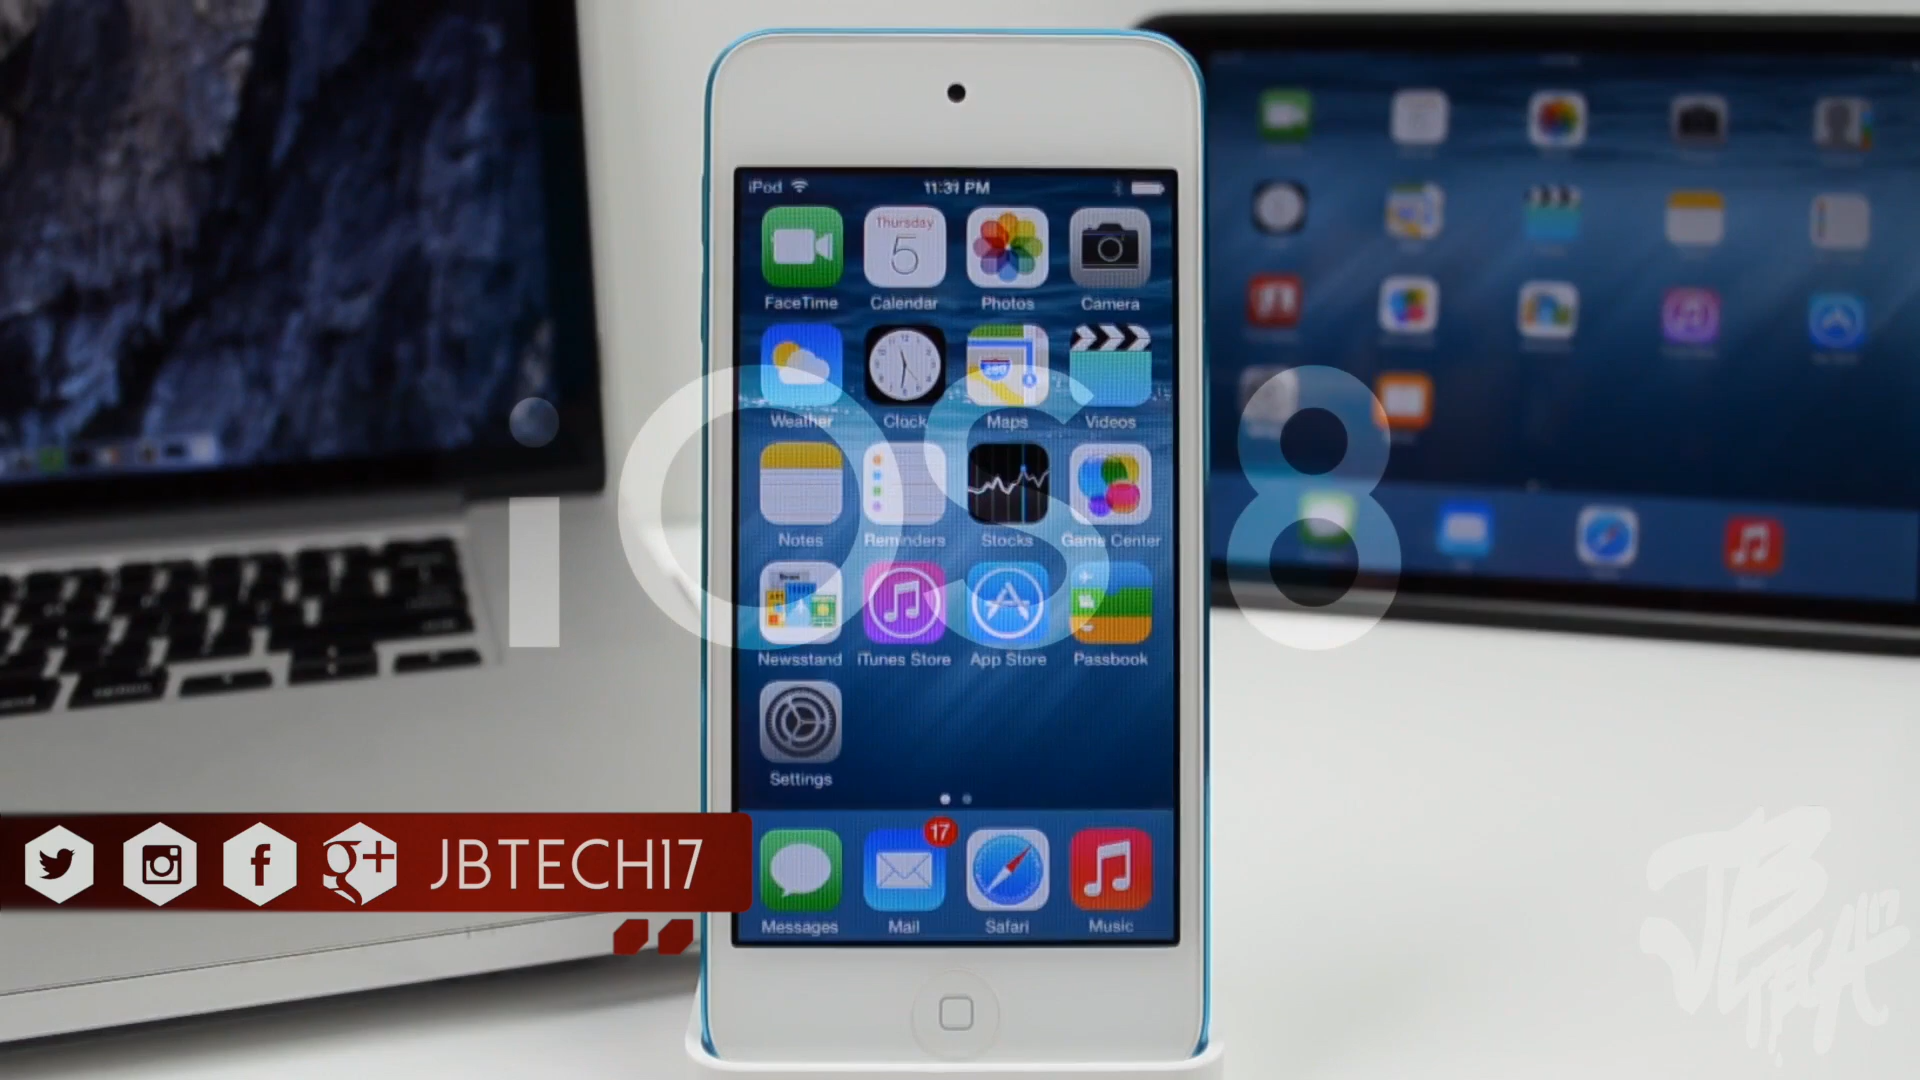 iPod 11:31 PM
Thursday
5
FaceTime Calendar Photos Camera
280
Weather Clock Maps Videos
iOS 8
Notes Reminders Stocks Game Center
Newsstand iTunes Store App Store Passbook
Settings
f g+ JBTECH17
17
Messages Mail Safari Music